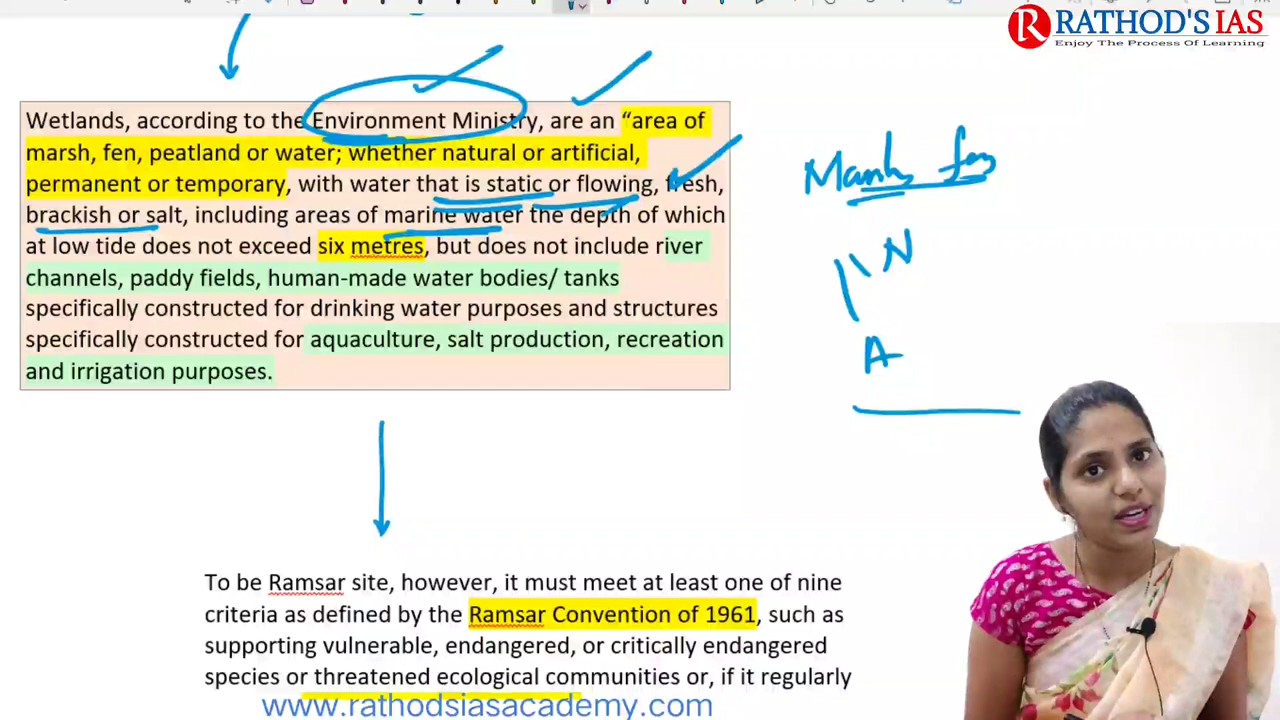 RATHOD'S IAS
Enjoy The Process Of Learning
Wetlands, according to the Environment Ministry, are an “area of
marsh, fen, peatland or water; whether natural or artificial,
permanent or temporary, with water that is static or flowing, fresh,
brackish or salt, including areas of marine water the depth of which
at low tide does not exceed six metres, but does not include river
channels, paddy fields, human-made water bodies/ tanks
specifically constructed for drinking water purposes and structures
specifically constructed for aquaculture, salt production, recreation
and irrigation purposes.
N
A
To be Ramsar site, however, it must meet at least one of nine
criteria as defined by the Ramsar Convention of 1961, such as
supporting vulnerable, endangered, or critically endangered
species or threatened ecological communities or, if it regularly
www.rathodsiasacademy.com